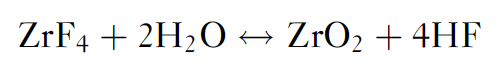 ZrF₄ + 2H₂O ↔ ZrO₂ + 4HF